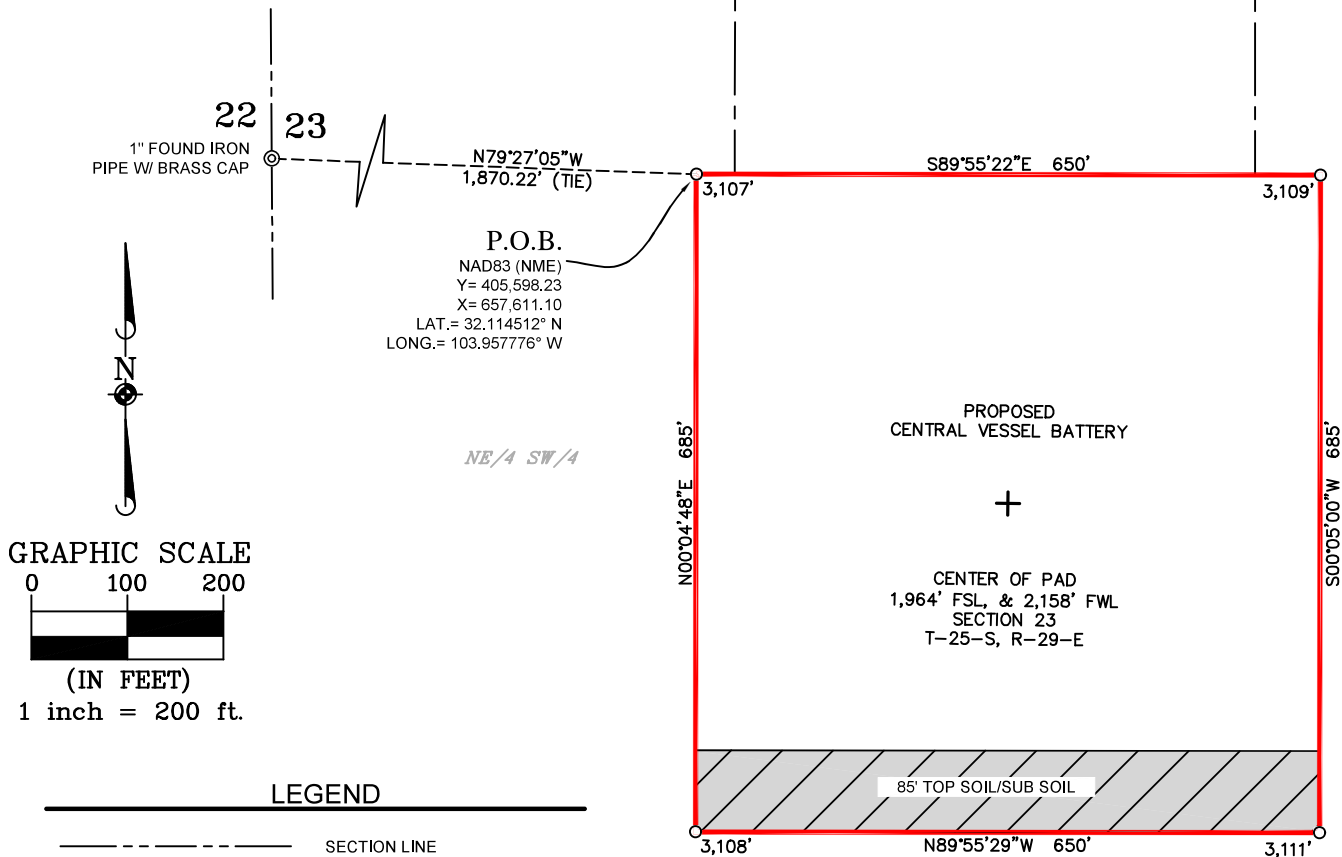 22
23
1" FOUND IRON
PIPE W/ BRASS CAP
N79°27'05"W
1,870.22' (TIE)
S89°55'22"E 650'
3,107'
3,109'
P.O.B.
NAD83 (NME)
Y= 405,598.23
X= 657,611.10
LAT.= 32.114512° N
LONG.= 103.957776° W
N
NE/4 SW/4
N00°04'48"E 685'
PROPOSED
CENTRAL VESSEL BATTERY
S00°05'00"W 685'
CENTER OF PAD
1,964' FSL, & 2,158' FWL
SECTION 23
T-25-S, R-29-E
GRAPHIC SCALE
0 100 200
(IN FEET)
1 inch = 200 ft.
85' TOP SOIL/SUB SOIL
3,108'
N89°55'29"W 650'
3,111'
LEGEND
SECTION LINE